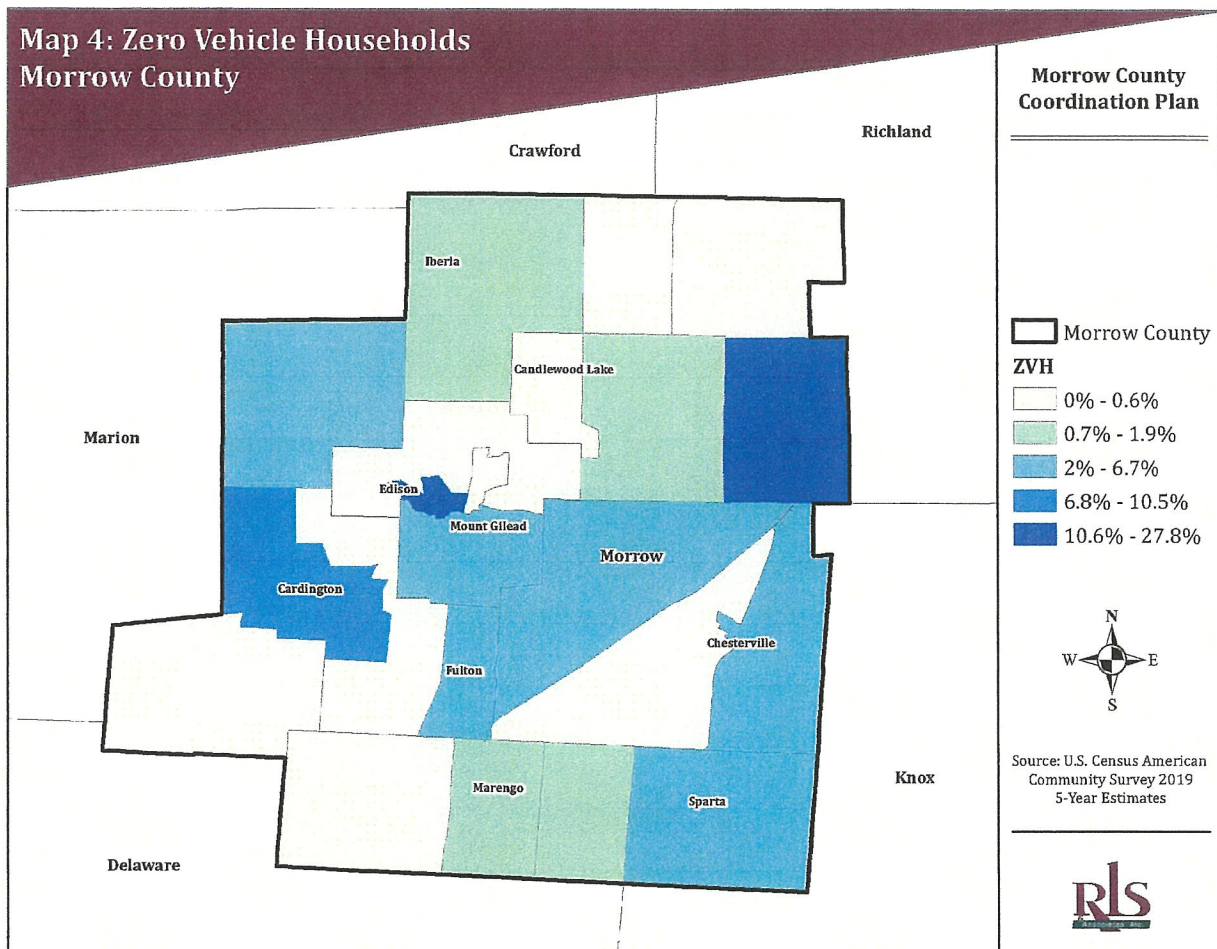 Map 4: Zero Vehicle Households
Morrow County
Morrow County
Coordination Plan
Richland
Crawford
Iberia
Candlewood Lake
Marion
Edison
Mount Gilead
Morrow
Cardington
Chesterville
Fulton
Marengo
Sparta
Knox
Delaware
Morrow County
ZVH
0% - 0.6%
0.7% - 1.9%
2% - 6.7%
6.8% - 10.5%
10.6% - 27.8%
N
W
E
S
Source: U.S. Census American
Community Survey 2019
5-Year Estimates
RLS
& Associates, Inc.